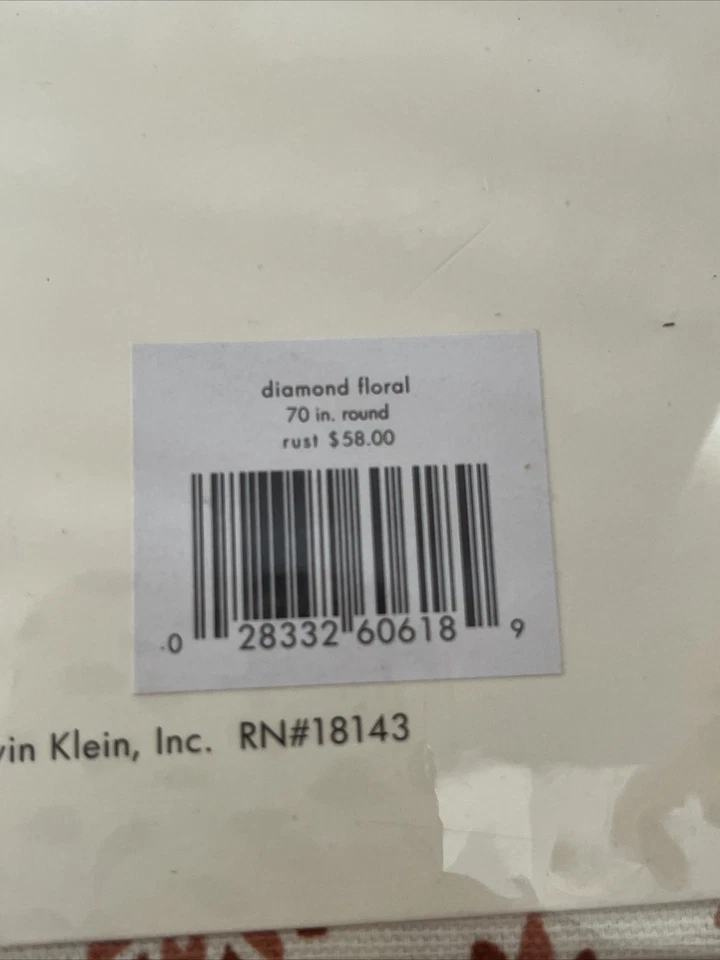 diamond floral
70 in. round
rust $58.00
0 28332 60618 9
vin Klein, Inc. RN#18143